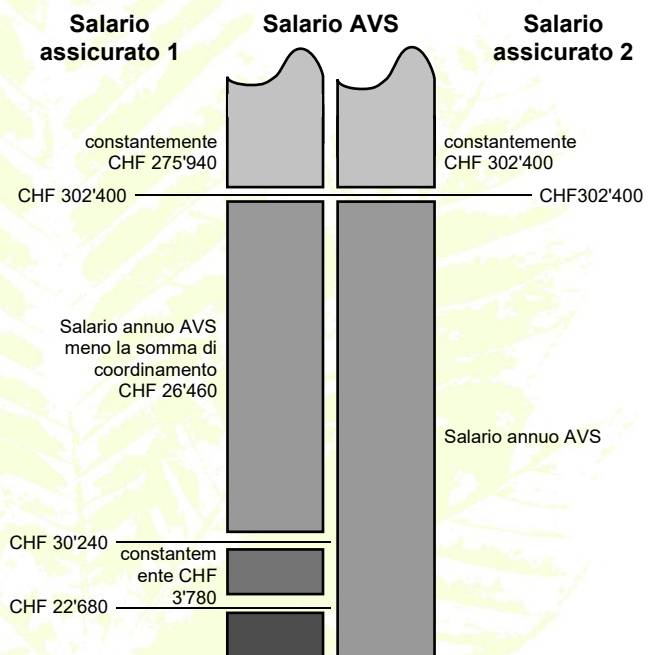 Salario
assicurato 1
Salario AVS
Salario
assicurato 2
constantemente
CHF 275'940
constantemente
CHF 302'400
CHF 302'400
CHF302'400
Salario annuo AVS
meno la somma di
coordinamento
CHF 26'460
Salario annuo AVS
CHF 30'240
constantem
ente CHF
3'780
CHF 22'680